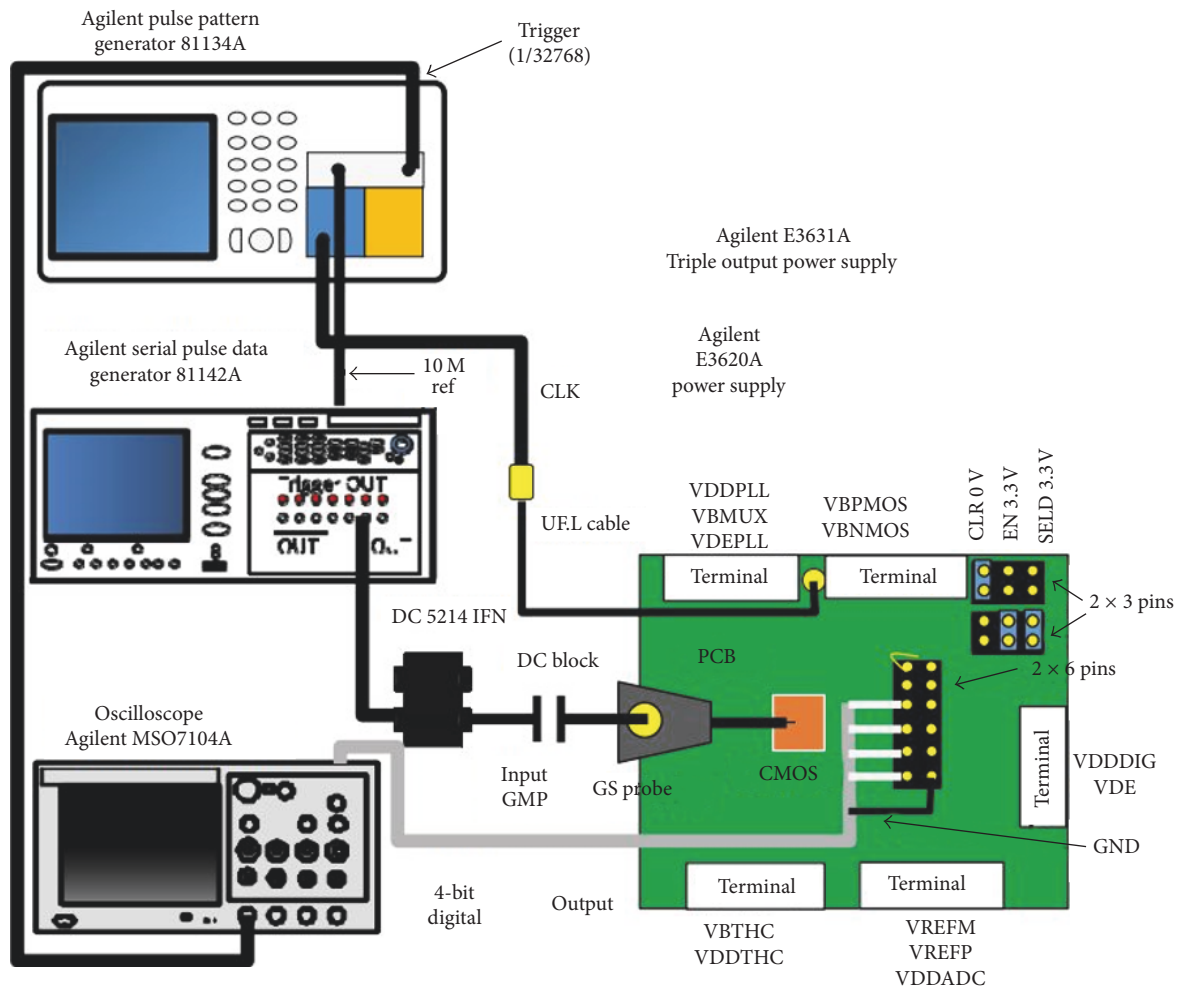 Agilent pulse pattern
generator 81134A
Trigger
(1/32768)
Agilent E3631A
Triple output power supply
Agilent serial pulse data
generator 81142A
10 M
ref
Agilent
E3620A
power supply
CLK
Trigger OUT
OUT
OUT
UF.L cable
VDDPLL
VBMUX
VDEPLL
VBPMOS
VBNMOS
CLR 0 V
EN 3.3 V
SELD 3.3 V
Terminal
Terminal
2 × 3 pins
DC 5214 IFN
DC block
PCB
2 × 6 pins
Oscilloscope
Agilent MSO7104A
Input
GMP
GS probe
CMOS
Terminal
VDDDIG
VDE
GND
4-bit
digital
Output
Terminal
Terminal
VBTHC
VDDTHC
VREFM
VREFP
VDDADC